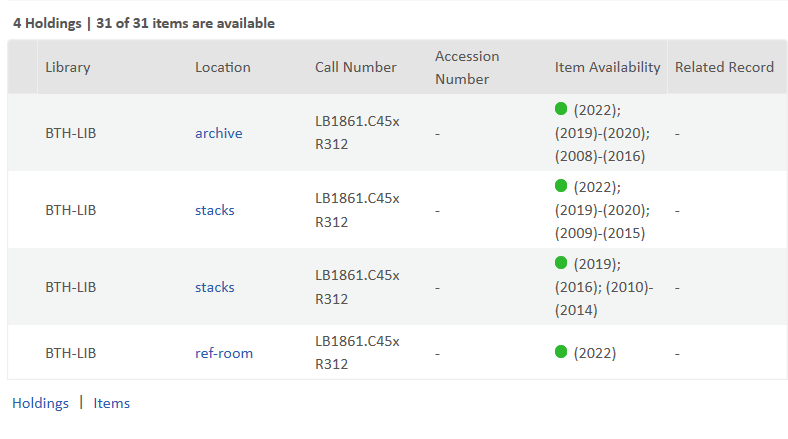 4 Holdings | 31 of 31 items are available
Library Location Call Number Accession Number Item Availability Related Record
BTH-LIB archive LB1861.C45x R312 - (2022); (2019)-(2020); (2008)-(2016) -
BTH-LIB stacks LB1861.C45x R312 - (2022); (2019)-(2020); (2009)-(2015) -
BTH-LIB stacks LB1861.C45x R312 - (2019); (2016); (2010)-(2014) -
BTH-LIB ref-room LB1861.C45x R312 - (2022) -
Holdings | Items